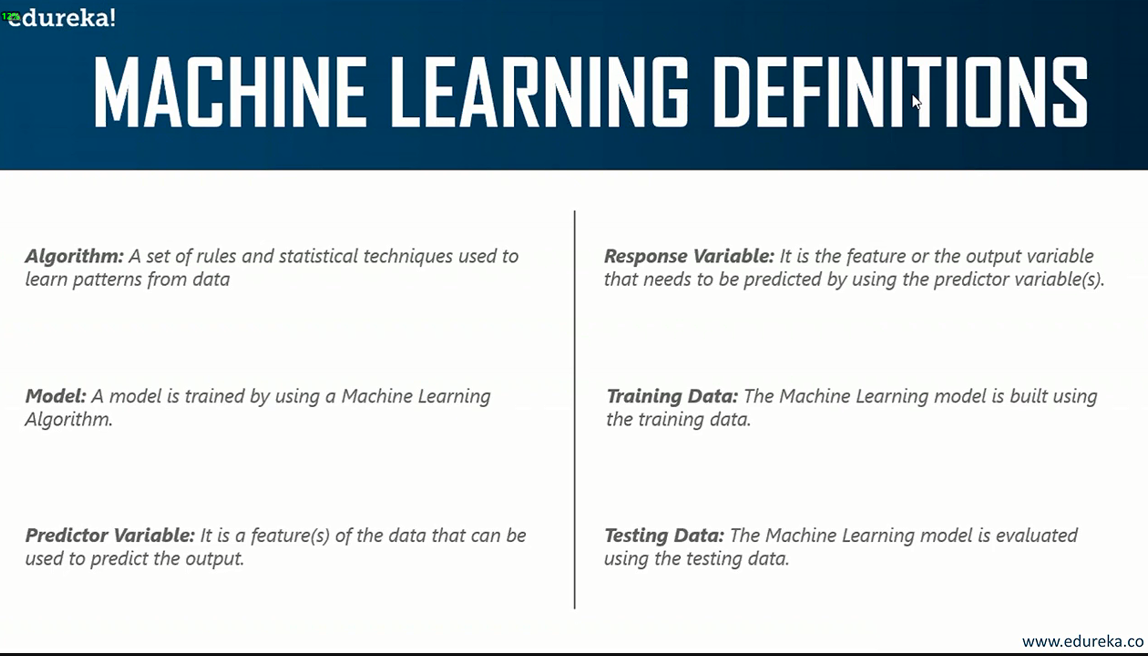 12%
edureka!
MACHINE LEARNING DEFINITIONS
Algorithm: A set of rules and statistical techniques used to
learn patterns from data
Model: A model is trained by using a Machine Learning
Algorithm.
Predictor Variable: It is a feature(s) of the data that can be
used to predict the output.
Response Variable: It is the feature or the output variable
that needs to be predicted by using the predictor variable(s).
Training Data: The Machine Learning model is built using
the training data.
Testing Data: The Machine Learning model is evaluated
using the testing data.
www.edureka.co